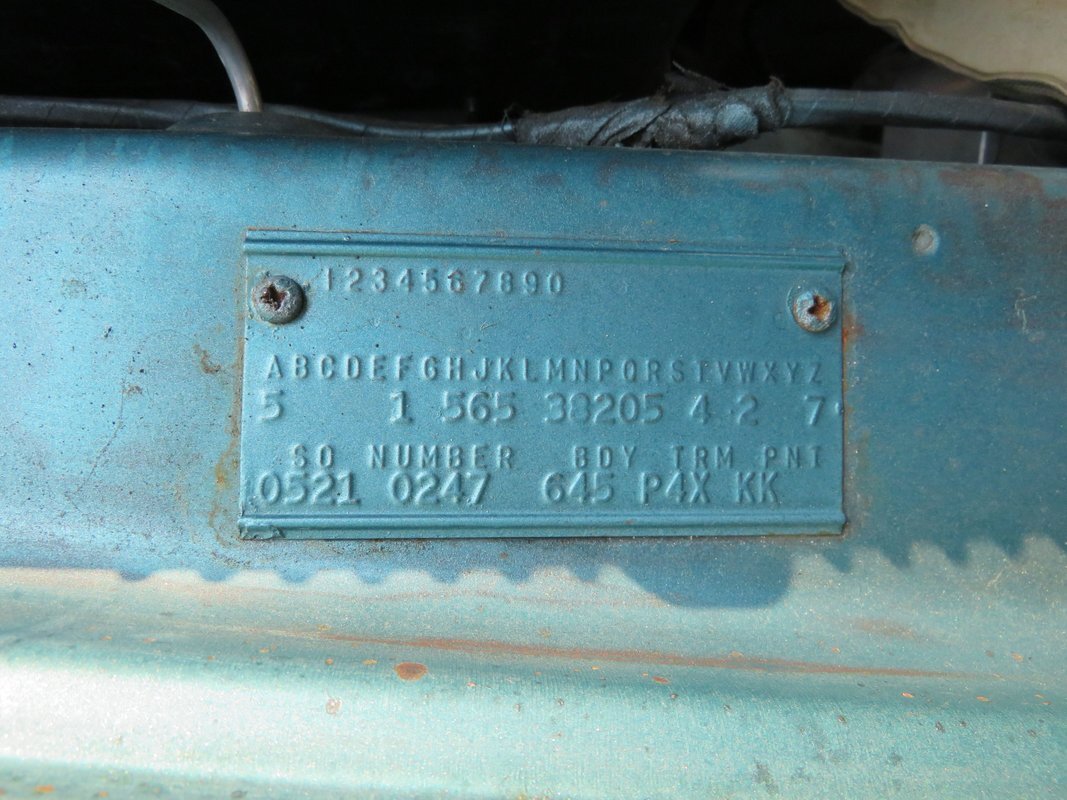 1234567890
ABCDEFGHJKLMNPQRSTVWXYZ
5 1 565 38205 4 2 7
SO NUMBER BDY TRM PNT
0521 0247 645 P4X KK